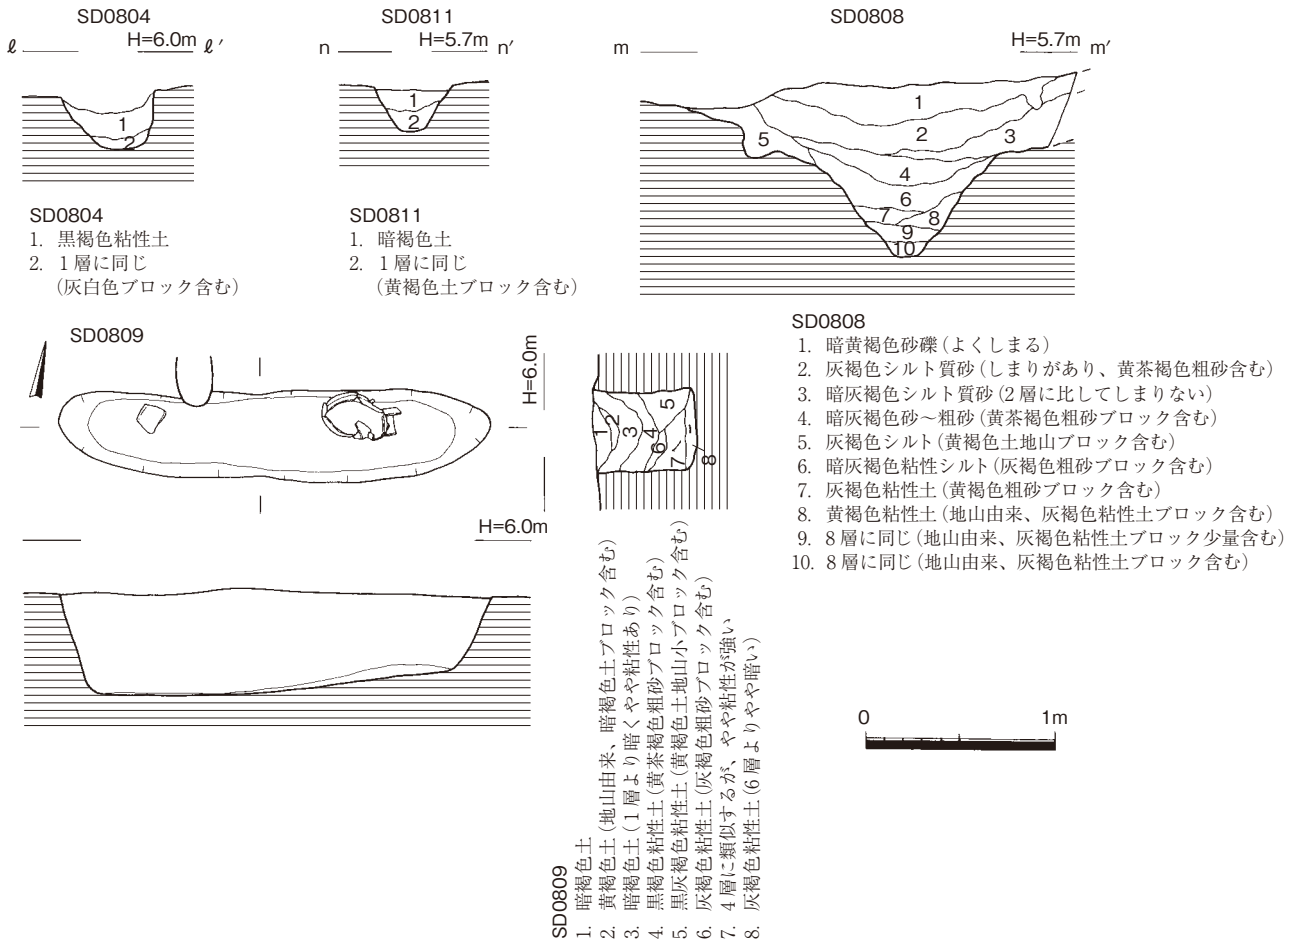 SD0804
ℓ H=6.0m ℓ′
1
2
SD0811
n H=5.7m n′
1
2
SD0808
m H=5.7m m′
1
2
3
5
4
6
7
8
9
10
SD0804
1. 黒褐色粘性土
2. 1層に同じ
(灰白色ブロック含む)
SD0811
1. 暗褐色土
2. 1層に同じ
(黄褐色土ブロック含む)
SD0808
1. 暗黄褐色砂礫(よくしまる)
2. 灰褐色シルト質砂(しまりがあり、黄茶褐色粗砂含む)
3. 暗灰褐色シルト質砂(2層に比してしまりない)
4. 暗灰褐色砂～粗砂(黄茶褐色粗砂ブロック含む)
5. 灰褐色シルト(黄褐色土地山ブロック含む)
6. 暗灰褐色粘性シルト(灰褐色粗砂ブロック含む)
7. 灰褐色粘性土(黄褐色粗砂ブロック含む)
8. 黄褐色粘性土(地山由来、灰褐色粘性土ブロック含む)
9. 8層に同じ(地山由来、灰褐色粘性土ブロック少量含む)
10. 8層に同じ(地山由来、灰褐色粘性土ブロック含む)
SD0809
H=6.0m
1
2
3
4
5
6
7
8
H=6.0m
SD0809
1. 暗褐色土
2. 黄褐色土(地山由来、暗褐色土ブロック含む)
3. 暗褐色土(1層より暗くやや粘性あり)
4. 黒褐色粘性土(黄茶褐色粗砂ブロック含む)
5. 黒灰褐色粘性土(黄褐色土地山小ブロック含む)
6. 灰褐色粘性土(灰褐色粗砂ブロック含む)
7. 4層に類似するが、やや粘性が強い
8. 灰褐色粘性土(6層よりやや暗い)
0 1m